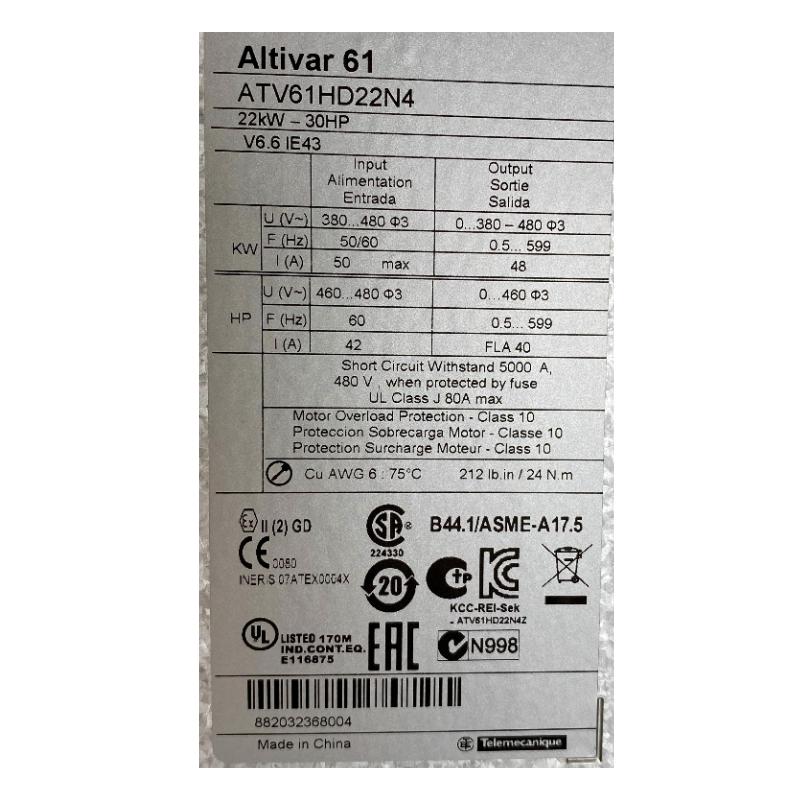 Altivar 61
ATV61HD22N4
22kW – 30HP
V6.6 IE43
Input Output
Alimentation Sortie
Entrada Salida
KW U (V~) 380...480 Φ3 0...380 – 480 Φ3
F (Hz) 50/60 0.5... 599
I (A) 50 max 48
HP U (V~) 460...480 Φ3 0...460 Φ3
F (Hz) 60 0.5... 599
I (A) 42 FLA 40
Short Circuit Withstand 5000 A,
480 V , when protected by fuse
UL Class J 80A max
Motor Overload Protection - Class 10
Proteccion Sobrecarga Motor - Classe 10
Protection Surcharge Moteur - Class 10
Cu AWG 6 : 75°C 212 lb.in / 24 N.m
Ex II (2) GD SA ® B44.1/ASME-A17.5
224330
CE 0080
INERIS 07ATEX0004X
20 KC
KCC-REI-Sek
- ATV61HD22N4Z
UL LISTED 170M
IND.CONT.EQ.
E116875
EAC N998
882032368004
Made in China Telemecanique